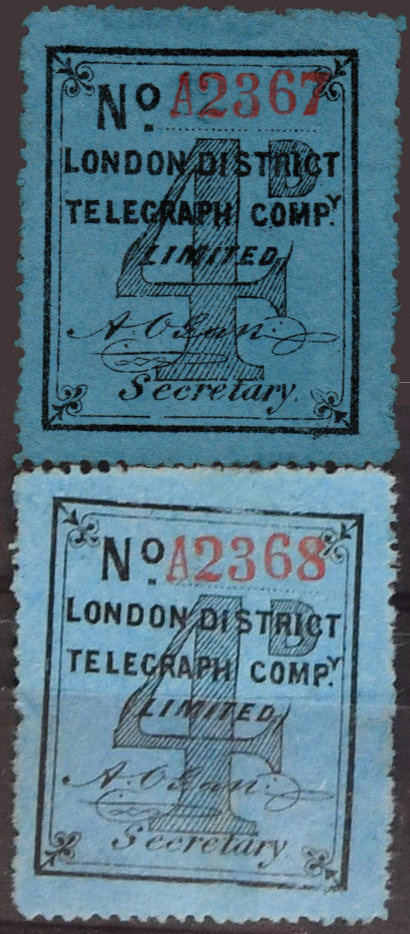 No. A2367
4D
LONDON DISTRICT
TELEGRAPH COMPY.
LIMITED
Secretary.
No. A2368
4D
LONDON DISTRICT
TELEGRAPH COMPY.
LIMITED
Secretary.